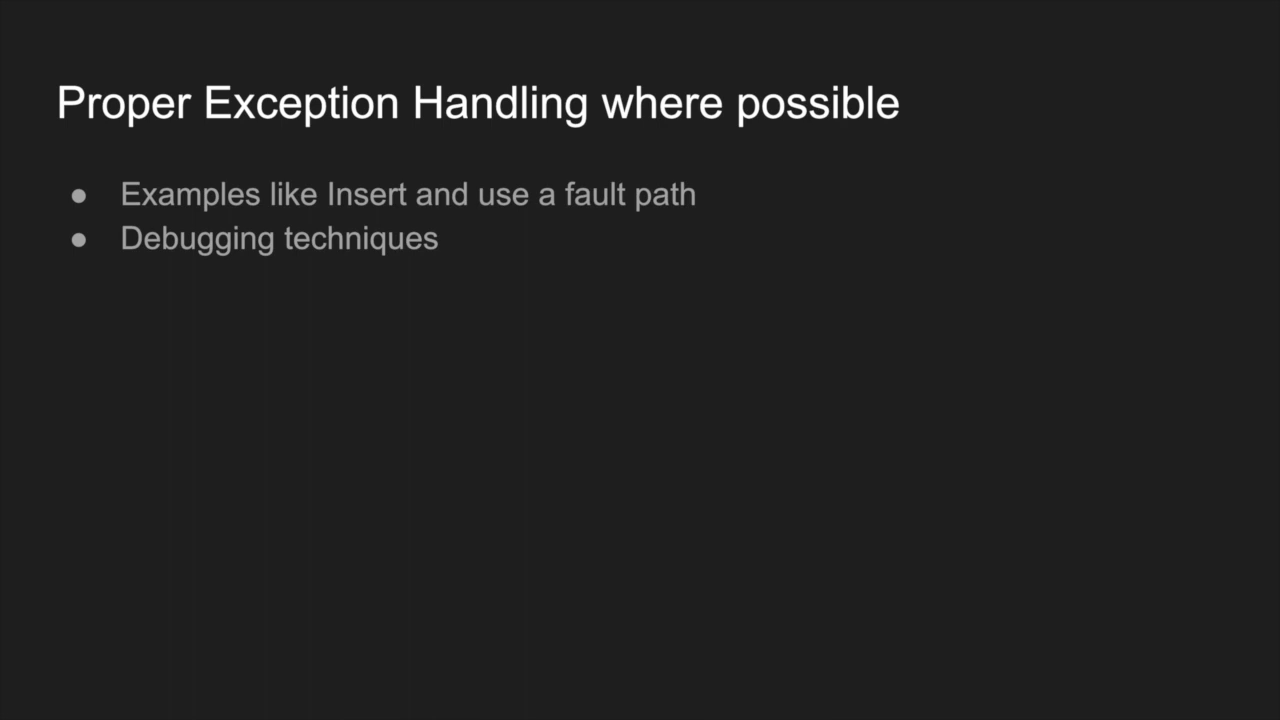 Proper Exception Handling where possible
● Examples like Insert and use a fault path
● Debugging techniques